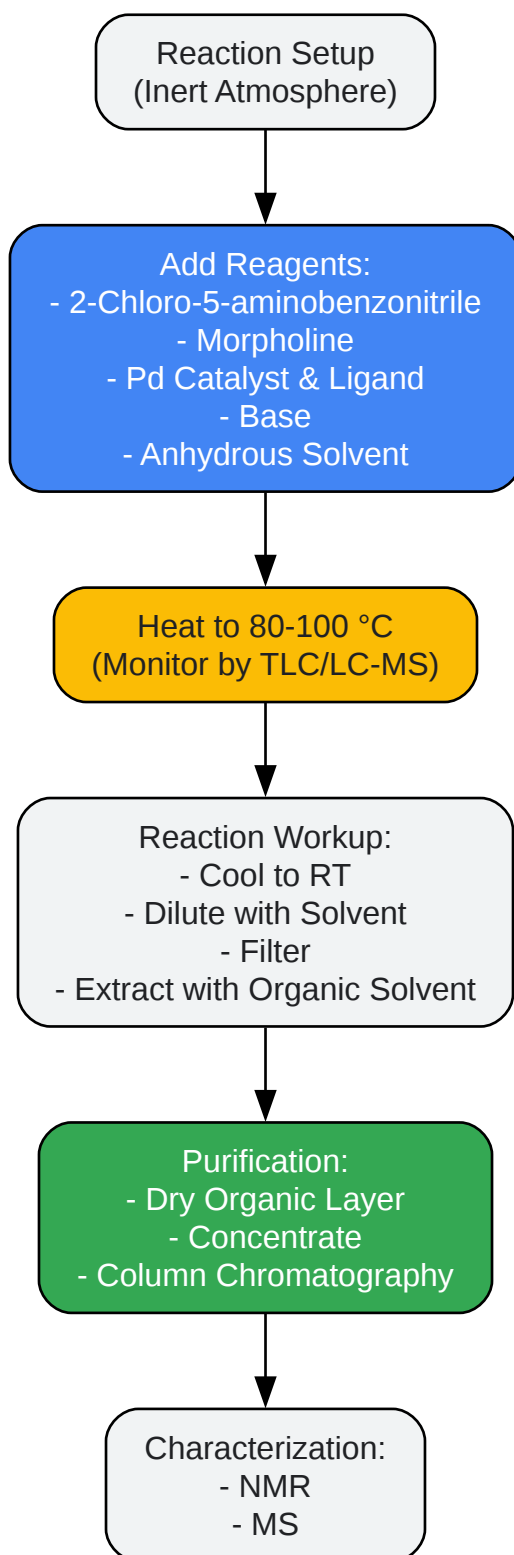 Reaction Setup
(Inert Atmosphere)
Add Reagents:
- 2-Chloro-5-aminobenzonitrile
- Morpholine
- Pd Catalyst & Ligand
- Base
- Anhydrous Solvent
Heat to 80-100 °C
(Monitor by TLC/LC-MS)
Reaction Workup:
- Cool to RT
- Dilute with Solvent
- Filter
- Extract with Organic Solvent
Purification:
- Dry Organic Layer
- Concentrate
- Column Chromatography
Characterization:
- NMR
- MS